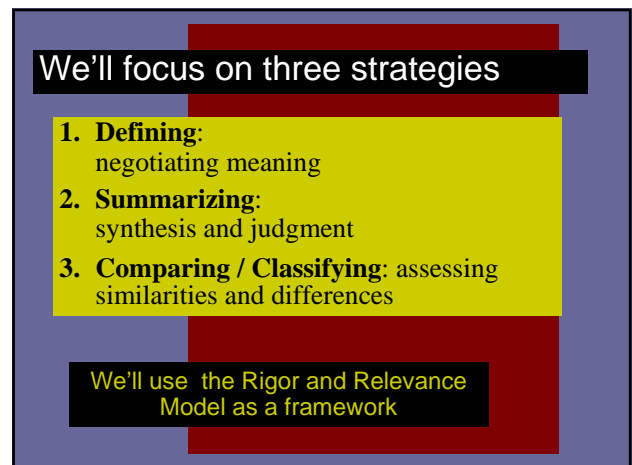 We'll focus on three strategies
1. Defining:
negotiating meaning
2. Summarizing:
synthesis and judgment
3. Comparing / Classifying: assessing
similarities and differences
We'll use the Rigor and Relevance
Model as a framework